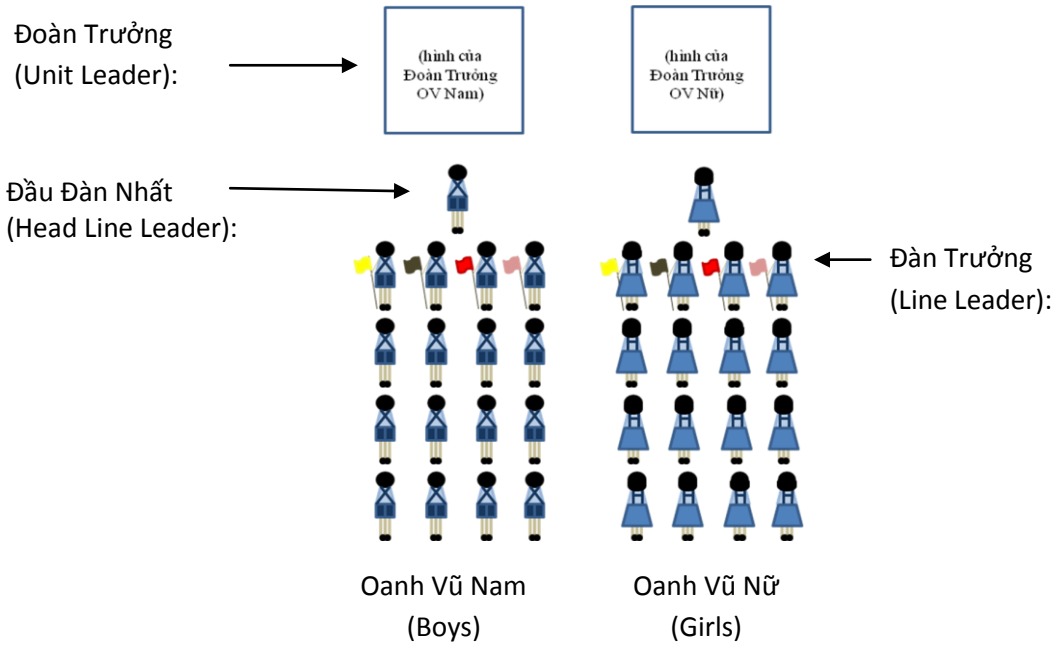 Đoàn Trưởng
(Unit Leader):
(hình của
Đoàn Trưởng
OV Nam)
(hình của
Đoàn Trưởng
OV Nữ)
Đầu Đàn Nhất
(Head Line Leader):
Đàn Trưởng
(Line Leader):
Oanh Vũ Nam
(Boys)
Oanh Vũ Nữ
(Girls)